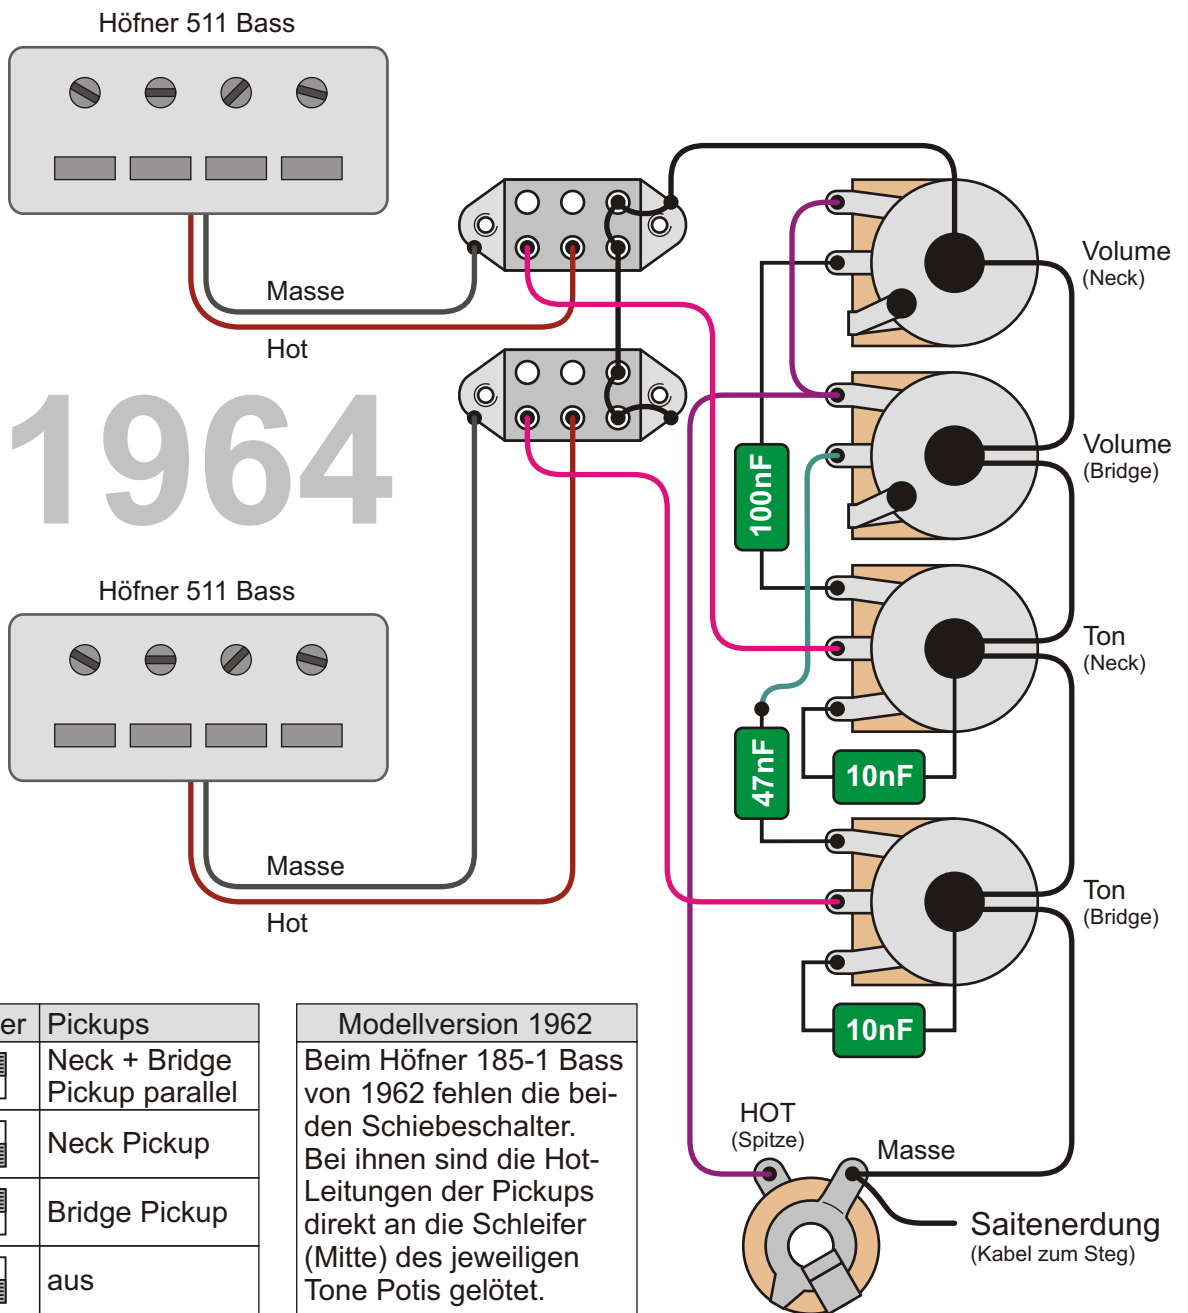 Höfner 511 Bass
Masse
Hot
1964
Höfner 511 Bass
Masse
Hot
Volume
(Neck)
Volume
(Bridge)
Ton
(Neck)
Ton
(Bridge)
100nF
47nF
10nF
10nF
er Pickups
Neck + Bridge
Pickup parallel
Neck Pickup
Bridge Pickup
aus
Modellversion 1962
Beim Höfner 185-1 Bass
von 1962 fehlen die bei-
den Schiebeschalter.
Bei ihnen sind die Hot-
Leitungen der Pickups
direkt an die Schleifer
(Mitte) des jeweiligen
Tone Potis gelötet.
HOT
(Spitze)
Masse
Saitenerdung
(Kabel zum Steg)